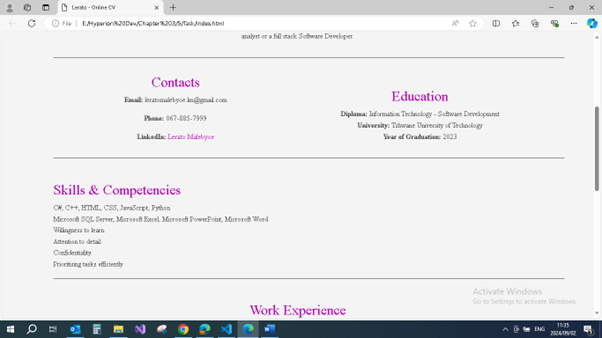 Lerato - Online CV
File
E:/Hyperion%20Dev/Chapter%203/5/Task/index.html
analyst or a full stack Software Developer.
Contacts
Email: leratomalebyoe.lm@gmail.com
Phone: 067-885-7999
LinkedIn: Lerato Malebyoe
Education
Diploma: Information Technology - Software Development
University: Tshwane University of Technology
Year of Graduation: 2023
Skills & Competencies
C#, C++, HTML, CSS, JavaScript, Python
Microsoft SQL Server, Microsoft Excel, Microsoft PowerPoint, Microsoft Word
Willingness to learn
Attention to detail
Confidentiality
Prioritizing tasks efficiently
Work Experience
Activate Windows
Go to Settings to activate Windows.
ENG
11:35
2024/09/02